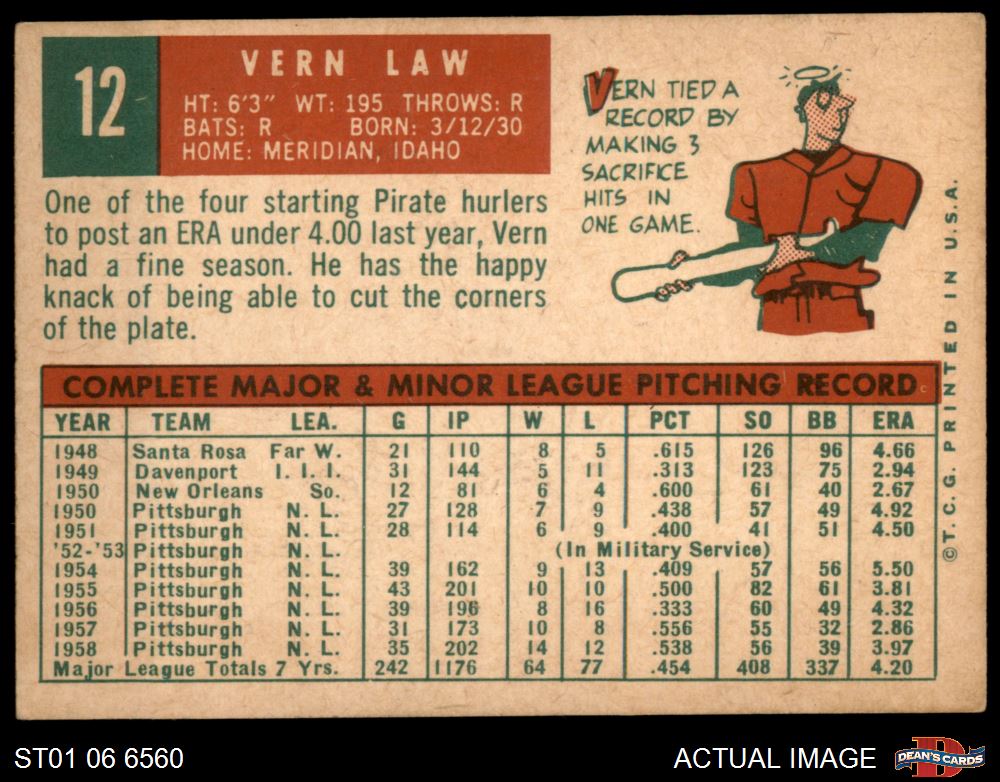 12
VERN LAW
HT: 6'3" WT: 195 THROWS: R
BATS: R BORN: 3/12/30
HOME: MERIDIAN, IDAHO
One of the four starting Pirate hurlers
to post an ERA under 4.00 last year, Vern
had a fine season. He has the happy
knack of being able to cut the corners
of the plate.
VERN TIED A
RECORD BY
MAKING 3
SACRIFICE
HITS IN
ONE GAME.
COMPLETE MAJOR & MINOR LEAGUE PITCHING RECORD
YEAR TEAM LEA. G IP W L PCT SO BB ERA
1948 Santa Rosa Far W. 21 110 8 5 .615 126 96 4.66
1949 Davenport I. I. I. 31 144 5 11 .313 123 75 2.94
1950 New Orleans So. 12 81 6 4 .600 61 40 2.67
1950 Pittsburgh N. L. 27 128 7 9 .438 57 49 4.92
1951 Pittsburgh N. L. 28 114 6 9 .400 41 51 4.50
'52-'53 Pittsburgh N. L. (In Military Service)
1954 Pittsburgh N. L. 39 162 9 13 .409 57 56 5.50
1955 Pittsburgh N. L. 43 201 10 10 .500 82 61 3.81
1956 Pittsburgh N. L. 39 196 8 16 .333 60 49 4.32
1957 Pittsburgh N. L. 31 173 10 8 .556 55 32 2.86
1958 Pittsburgh N. L. 35 202 14 12 .538 56 39 3.97
Major League Totals 7 Yrs. 242 1176 64 77 .454 408 337 4.20
©T. C. G. PRINTED IN U.S.A.
ST01 06 6560
ACTUAL IMAGE
DEAN'S CARDS